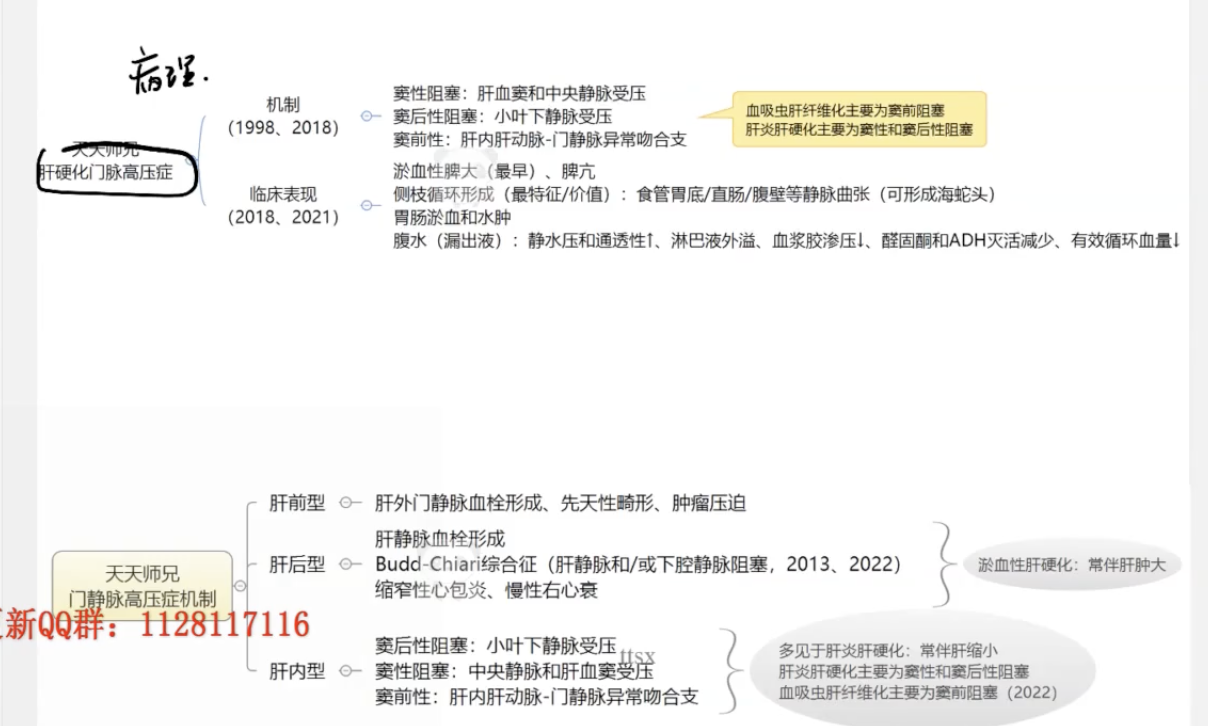 病理.
天天师兄
肝硬化门脉高压症
机制
(1998、2018)
窦性阻塞：肝血窦和中央静脉受压
窦后性阻塞：小叶下静脉受压
窦前性：肝内肝动脉-门静脉异常吻合支
血吸虫肝纤维化主要为窦前阻塞
肝炎肝硬化主要为窦性和窦后性阻塞
临床表现
(2018、2021)
淤血性脾大（最早）、脾亢
侧枝循环形成（最特征/价值）：食管胃底/直肠/腹壁等静脉曲张（可形成海蛇头）
胃肠淤血和水肿
腹水（漏出液）：静水压和通透性↑、淋巴液外溢、血浆胶渗压↓、醛固酮和ADH灭活减少、有效循环血量↓
天天师兄
门静脉高压症机制
肝前型
肝外门静脉血栓形成、先天性畸形、肿瘤压迫
肝后型
肝静脉血栓形成
Budd-Chiari综合征（肝静脉和/或下腔静脉阻塞，2013、2022）
缩窄性心包炎、慢性右心衰
淤血性肝硬化：常伴肝肿大
肝内型
窦后性阻塞：小叶下静脉受压
窦性阻塞：中央静脉和肝血窦受压
窦前性：肝内肝动脉-门静脉异常吻合支
多见于肝炎肝硬化：常伴肝缩小
肝炎肝硬化主要为窦性和窦后性阻塞
血吸虫肝纤维化主要为窦前阻塞（2022）
新QQ群：1128117116
ttsx